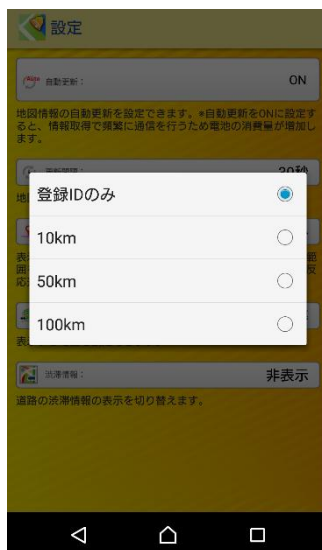 設定
自動更新：
ON
地図情報の自動更新を設定できます。*自動更新をONに設定す
ると、情報取得で頻繁に通信を行うため電池の消費量が増加し
ます。
登録IDのみ
10km
50km
100km
渋滞情報：
非表示
道路の渋滞情報の表示を切り替えます。